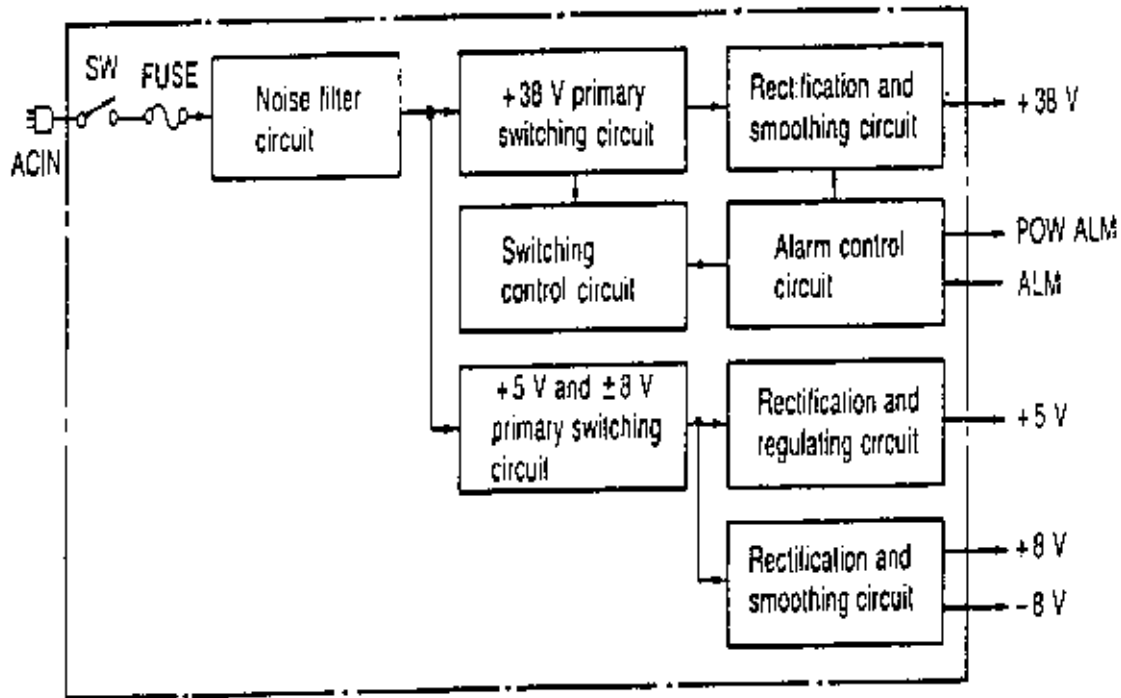 SW
FUSE
ACIN
Noise filter
circuit
+38 V primary
switching circuit
Rectification and
smoothing circuit
+38 V
Switching
control circuit
Alarm control
circuit
POW ALM
ALM
+5 V and ±8 V
primary switching
circuit
Rectification and
regulating circuit
+5 V
Rectification and
smoothing circuit
+8 V
-8 V